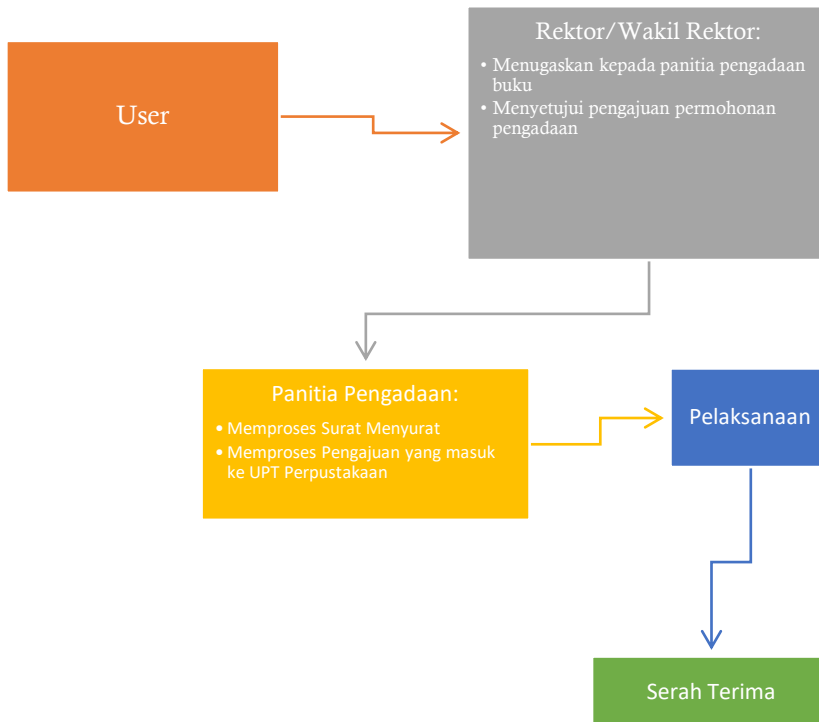 User
Rektor/Wakil Rektor:
• Menugaskan kepada panitia pengadaan
buku
• Menyetujui pengajuan permohonan
pengadaan
Panitia Pengadaan:
• Memproses Surat Menyurat
• Memproses Pengajuan yang masuk
ke UPT Perpustakaan
Pelaksanaan
Serah Terima